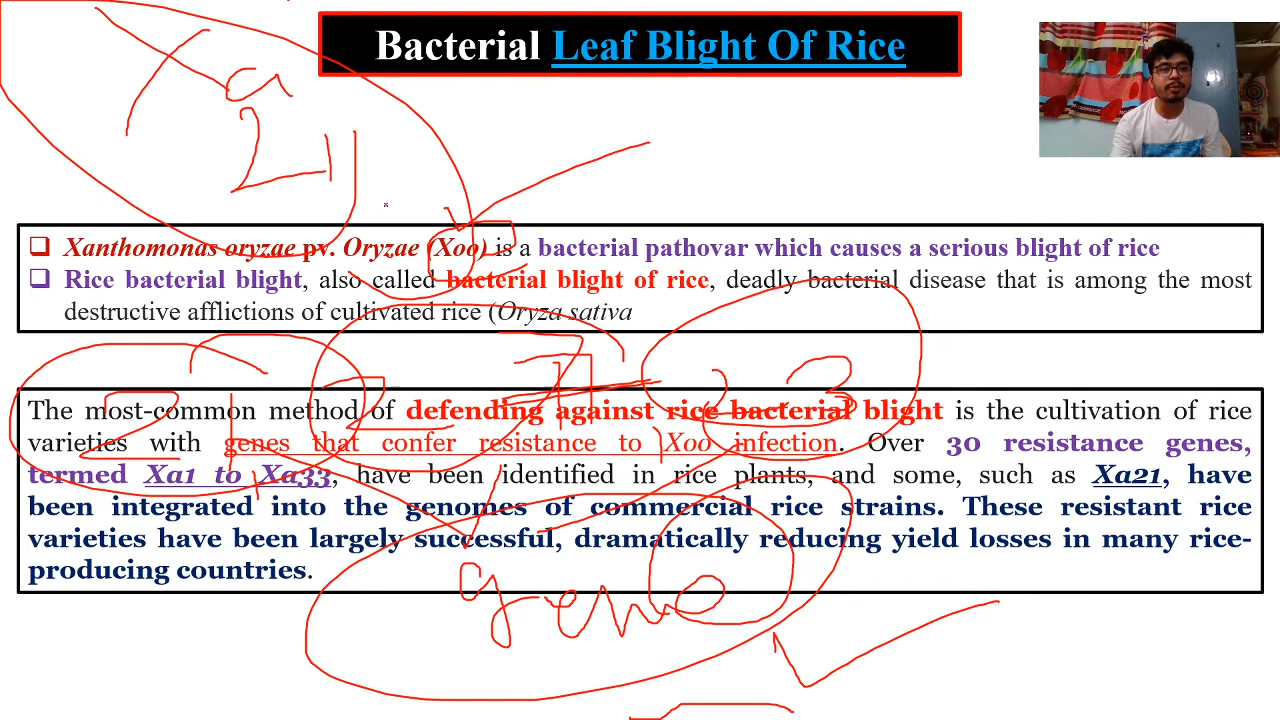 Bacterial Leaf Blight Of Rice
Xa
21
❑ Xanthomonas oryzae pv. Oryzae (Xoo) is a bacterial pathovar which causes a serious blight of rice
❑ Rice bacterial blight, also called bacterial blight of rice, deadly bacterial disease that is among the most
destructive afflictions of cultivated rice (Oryza sativa
The most-common method of defending against rice bacterial blight is the cultivation of rice
varieties with genes that confer resistance to Xoo infection. Over 30 resistance genes,
termed Xa1 to Xa33, have been identified in rice plants, and some, such as Xa21, have
been integrated into the genomes of commercial rice strains. These resistant rice
varieties have been largely successful, dramatically reducing yield losses in many rice-
producing countries.
gene